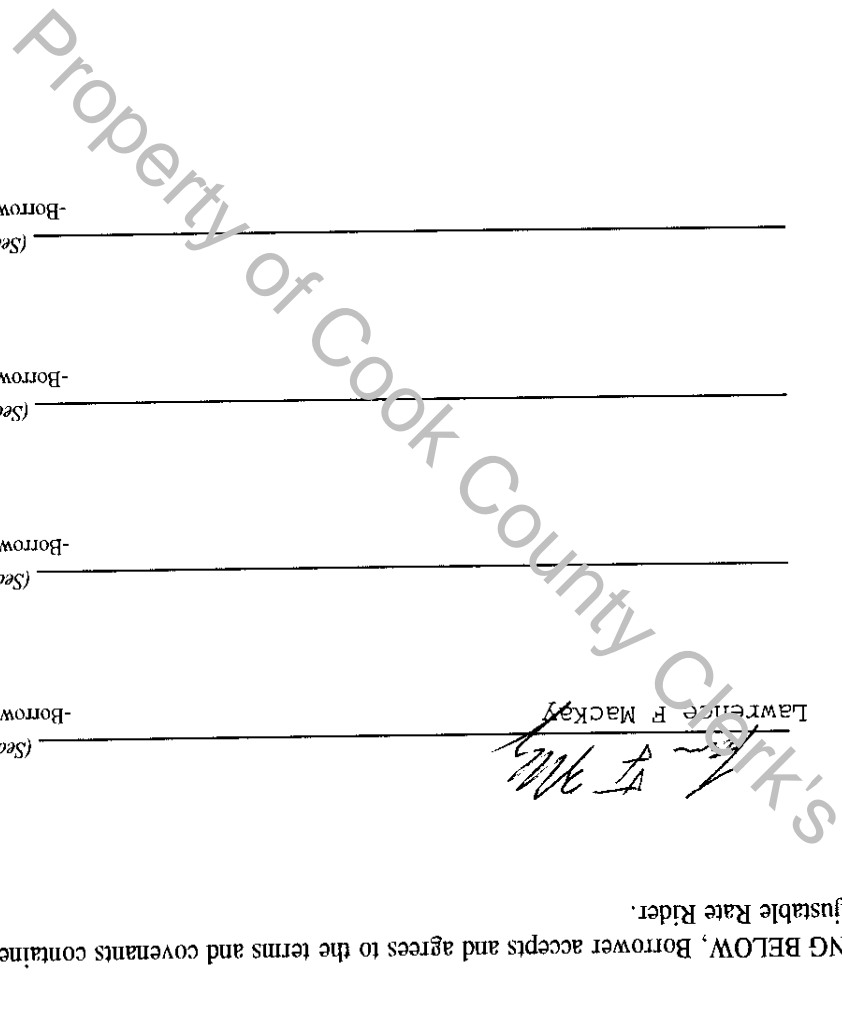 NG BELOW, Borrower accepts and agrees to the terms and covenants containe
justable Rate Rider.
(Sea
Lawrence F MacKay
-Borrow
(Sea
-Borrow
(Sea
-Borrow
(Sea
-Borrow
Property of Cook County Clerk's